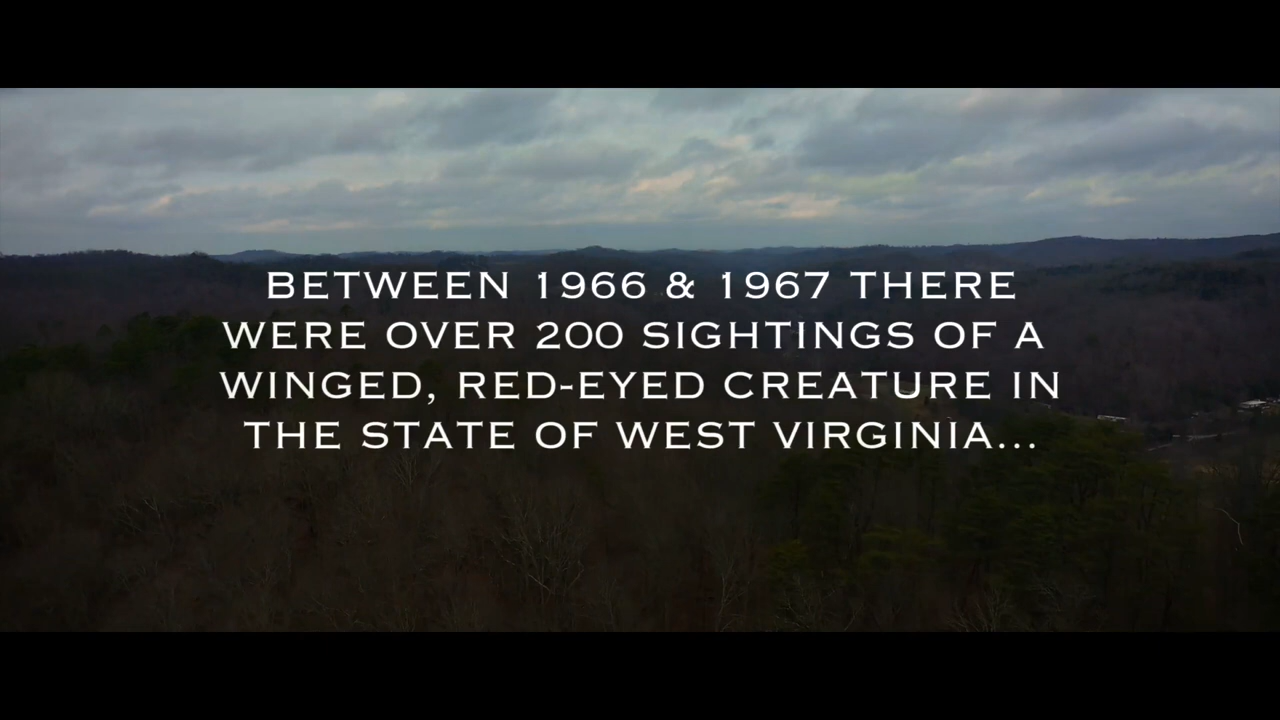 BETWEEN 1966 & 1967 THERE
WERE OVER 200 SIGHTINGS OF A
WINGED, RED-EYED CREATURE IN
THE STATE OF WEST VIRGINIA...